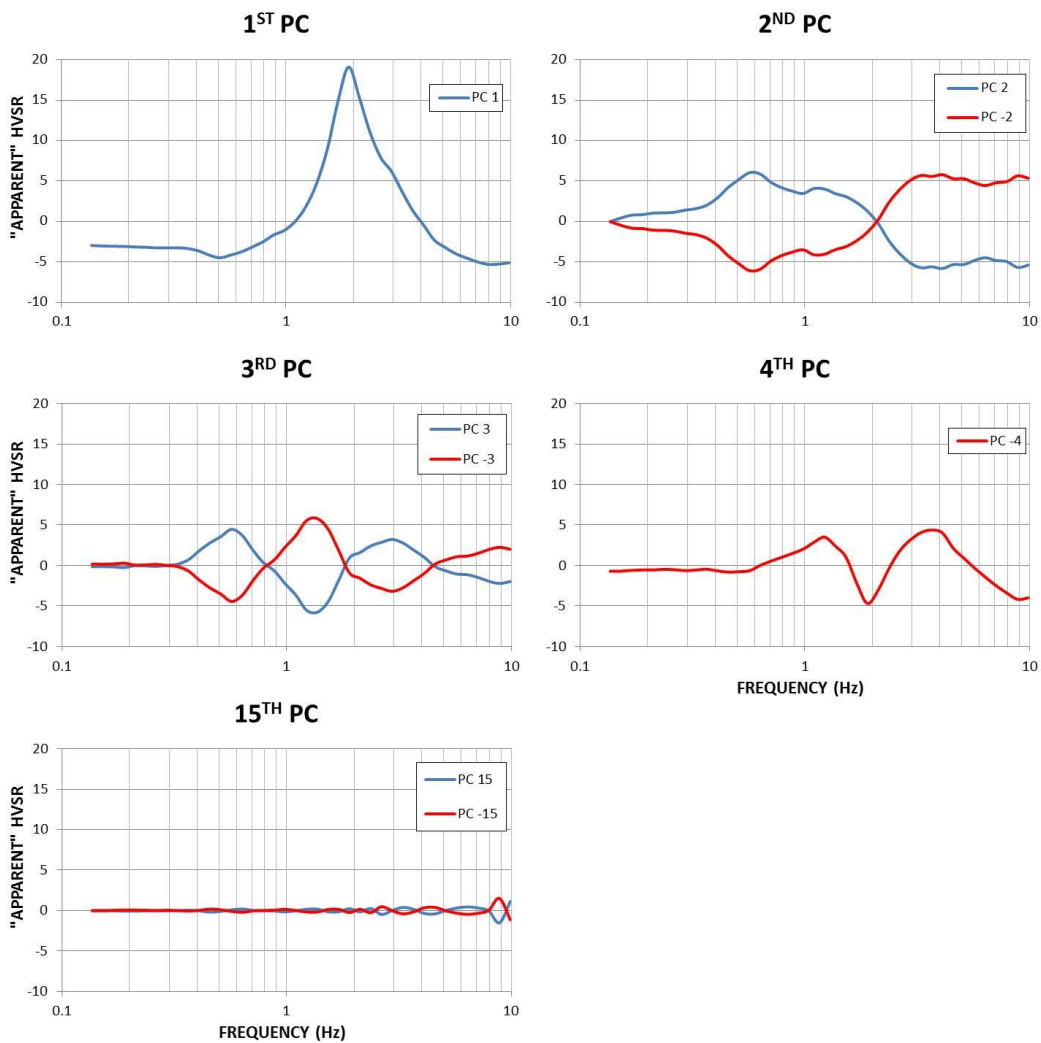 1ST PC
20
15
10
5
0
-5
-10
"APPARENT" HVSR
PC 1
0.1 1 10
2ND PC
20
15
10
5
0
-5
-10
PC 2
PC -2
0.1 1 10
3RD PC
20
15
10
5
0
-5
-10
"APPARENT" HVSR
PC 3
PC -3
0.1 1 10
4TH PC
20
15
10
5
0
-5
-10
PC -4
0.1 1 10
FREQUENCY (Hz)
15TH PC
20
15
10
5
0
-5
-10
"APPARENT" HVSR
PC 15
PC -15
0.1 1 10
FREQUENCY (Hz)